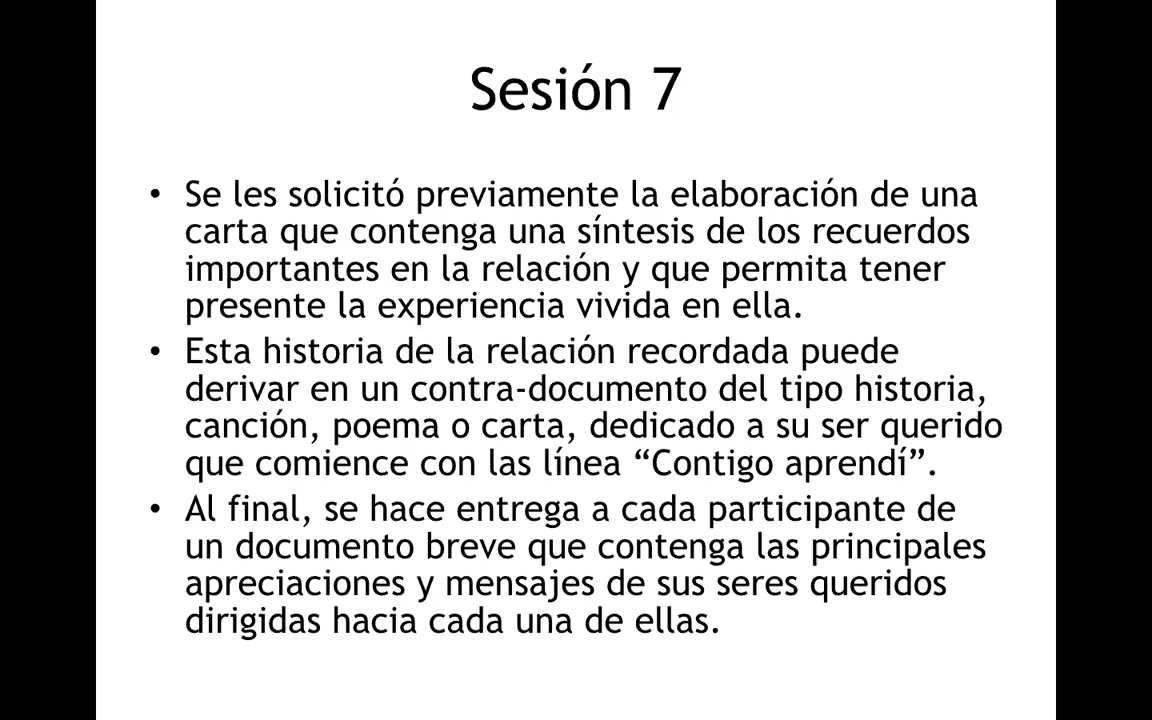 Sesión 7
• Se les solicitó previamente la elaboración de una
carta que contenga una síntesis de los recuerdos
importantes en la relación y que permita tener
presente la experiencia vivida en ella.
• Esta historia de la relación recordada puede
derivar en un contra-documento del tipo historia,
canción, poema o carta, dedicado a su ser querido
que comience con las línea “Contigo aprendí”.
• Al final, se hace entrega a cada participante de
un documento breve que contenga las principales
apreciaciones y mensajes de sus seres queridos
dirigidas hacia cada una de ellas.